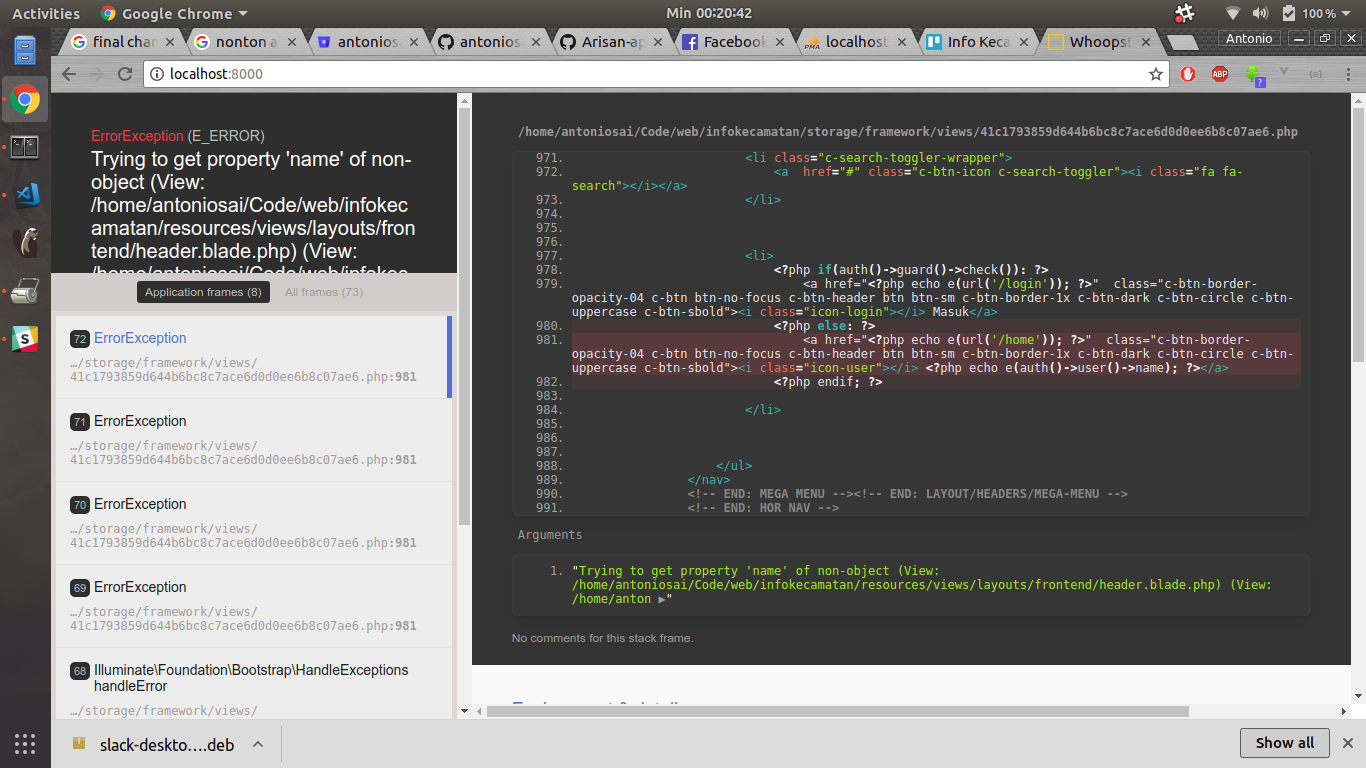 Activities Google Chrome Min 00:20:42 100 %
final char nonton a antonios antonios Arisan-ap Facebook localhost Info Keca Whoops! Antonio
localhost:8000
ErrorException (E_ERROR)
Trying to get property 'name' of non-
object (View:
/home/antoniosai/Code/web/infokec
amatan/resources/views/layouts/fron
tend/header.blade.php) (View:
/home/antoniosai/Code/web/infokec
Application frames (8) All frames (73)
72 ErrorException
…/storage/framework/views/
41c1793859d644b6bc8c7ace6d0d0ee6b8c07ae6.php:981
71 ErrorException
…/storage/framework/views/
41c1793859d644b6bc8c7ace6d0d0ee6b8c07ae6.php:981
70 ErrorException
…/storage/framework/views/
41c1793859d644b6bc8c7ace6d0d0ee6b8c07ae6.php:981
69 ErrorException
…/storage/framework/views/
41c1793859d644b6bc8c7ace6d0d0ee6b8c07ae6.php:981
68 Illuminate\Foundation\Bootstrap\HandleExceptions
handleError
…/storage/framework/views/
/home/antoniosai/Code/web/infokecamatan/storage/framework/views/41c1793859d644b6bc8c7ace6d0d0ee6b8c07ae6.php
971. <li class="c-search-toggler-wrapper">
972. <a  href="#" class="c-btn-icon c-search-toggler"><i class="fa fa-
search"></i></a>
973. </li>
974.
975.
976.
977. <li>
978. <?php if(auth()->guard()->check()): ?>
979. <a href="<?php echo e(url('/login')); ?>"  class="c-btn-border-
opacity-04 c-btn btn-no-focus c-btn-header btn btn-sm c-btn-border-1x c-btn-dark c-btn-circle c-btn-
uppercase c-btn-sbold"><i class="icon-login"></i> Masuk</a>
980. <?php else: ?>
981. <a href="<?php echo e(url('/home')); ?>"  class="c-btn-border-
opacity-04 c-btn btn-no-focus c-btn-header btn btn-sm c-btn-border-1x c-btn-dark c-btn-circle c-btn-
uppercase c-btn-sbold"><i class="icon-user"></i> <?php echo e(auth()->user()->name); ?></a>
982. <?php endif; ?>
983.
984. </li>
985.
986.
987.
988. </ul>
989. </nav>
990. <!-- END: MEGA MENU --><!-- END: LAYOUT/HEADERS/MEGA-MENU -->
991. <!-- END: HOR NAV -->
Arguments
1. "Trying to get property 'name' of non-object (View:
/home/antoniosai/Code/web/infokecamatan/resources/views/layouts/frontend/header.blade.php) (View:
/home/anton ▶"
No comments for this stack frame.
slack-deskto….deb Show all